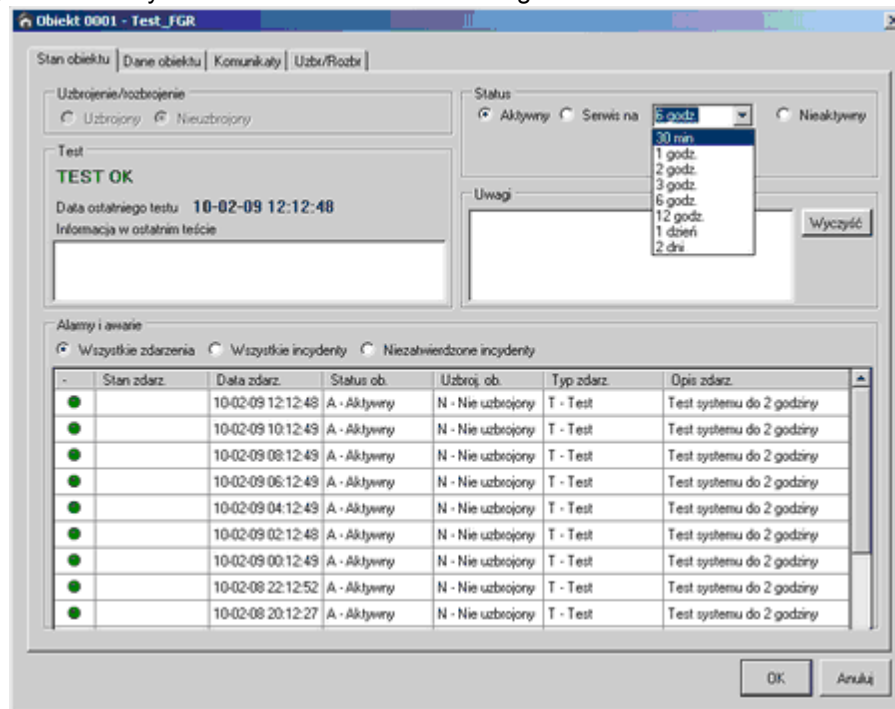 Obiekt 0001 - Test_FGR
Stan obiektu Dane obiektu Komunikaty Uzbr/Rozbr
Uzbrojenie/rozbrojenie
Uzbrojony Nieuzbrojony
Status
Aktywny Serwis na 6 godz. Nieaktywny
30 min
1 godz.
2 godz.
3 godz.
6 godz.
12 godz.
1 dzień
2 dni
Test
TEST OK
Data ostatniego testu 10-02-09 12:12:48
Informacja w ostatnim teście
Uwagi
Wyczyść
Alarmy i awarie
Wszystkie zdarzenia Wszystkie incydenty Niezatwierdzone incydenty
- Stan zdarz. Data zdarz. Status ob. Uzbroj. ob. Typ zdarz. Opis zdarz.
10-02-09 12:12:48 A - Aktywny N - Nie uzbrojony T - Test Test systemu do 2 godziny
10-02-09 10:12:49 A - Aktywny N - Nie uzbrojony T - Test Test systemu do 2 godziny
10-02-09 08:12:49 A - Aktywny N - Nie uzbrojony T - Test Test systemu do 2 godziny
10-02-09 06:12:49 A - Aktywny N - Nie uzbrojony T - Test Test systemu do 2 godziny
10-02-09 04:12:49 A - Aktywny N - Nie uzbrojony T - Test Test systemu do 2 godziny
10-02-09 02:12:48 A - Aktywny N - Nie uzbrojony T - Test Test systemu do 2 godziny
10-02-09 00:12:49 A - Aktywny N - Nie uzbrojony T - Test Test systemu do 2 godziny
10-02-08 22:12:52 A - Aktywny N - Nie uzbrojony T - Test Test systemu do 2 godziny
10-02-08 20:12:27 A - Aktywny N - Nie uzbrojony T - Test Test systemu do 2 godziny
OK Anuluj